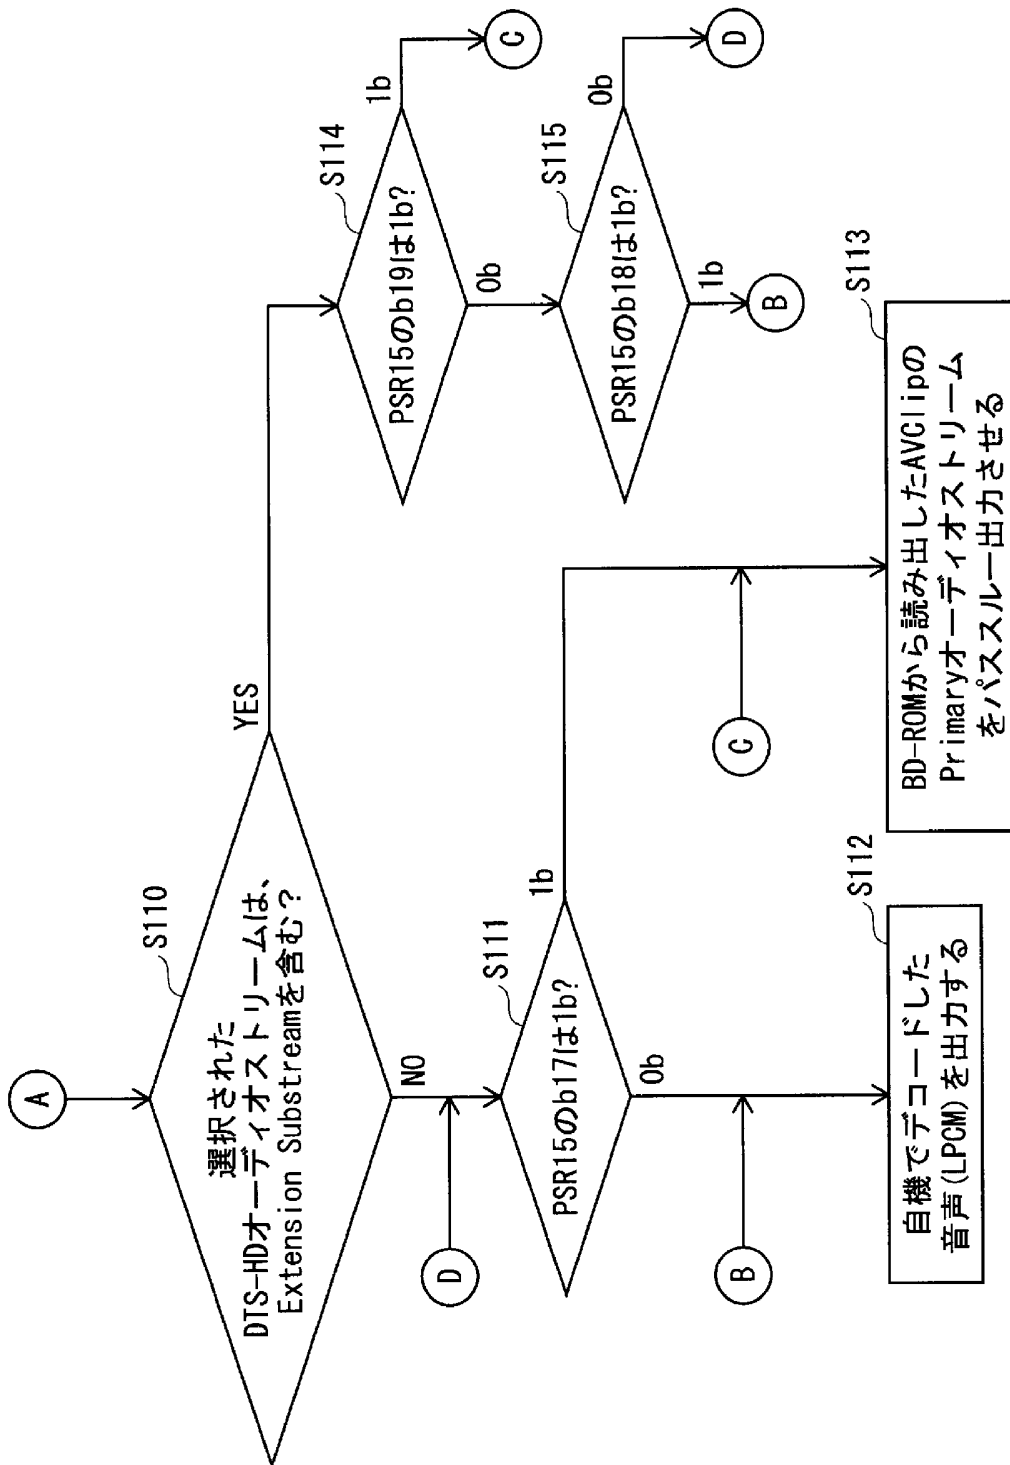 A
S110
選択された
DTS-HDオーディオストリームは、
Extension Substreamを含む?
YES
NO
S114
PSR15のb19は1b?
1b
C
0b
S115
PSR15のb18は1b?
0b
D
1b
B
D
S111
PSR15のb17は1b?
1b
0b
C
B
S112
自機でデコードした
音声(LPCM)を出力する
S113
BD-ROMから読み出したAVClipの
Primaryオーディオストリーム
をパススルー出力させる